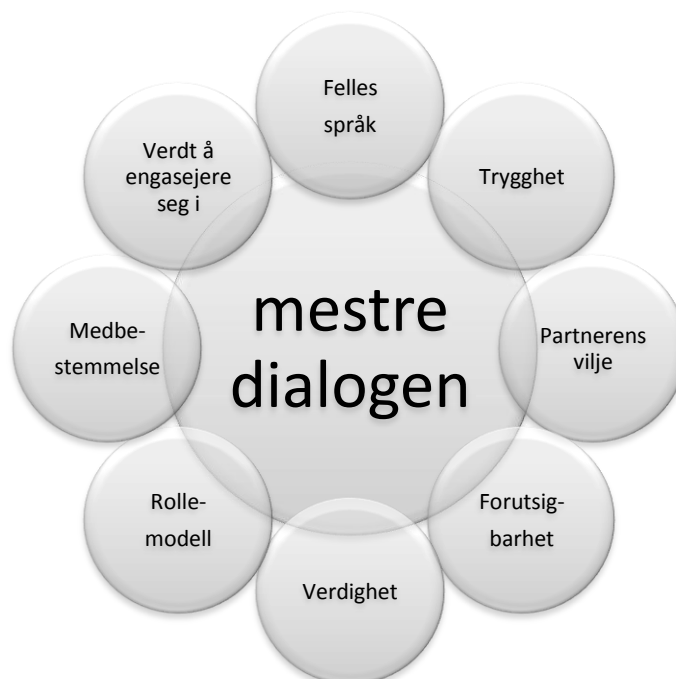 Felles
språk
Trygghet
Partnerens
vilje
Forutsig-
barhet
Verdighet
Rolle-
modell
Medbe-
stemmelse
Verdt å
engasejere
seg i
mestre
dialogen